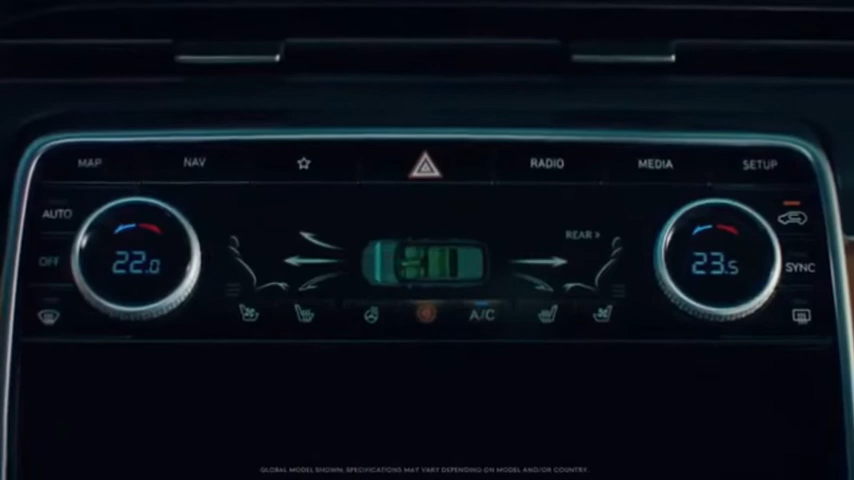 MAP NAV RADIO MEDIA SETUP
AUTO
REAR >
22.0 23.5
OFF SYNC
A/C
GLOBAL MODEL SHOWN. SPECIFICATIONS MAY VARY DEPENDING ON MODEL AND/OR COUNTRY.